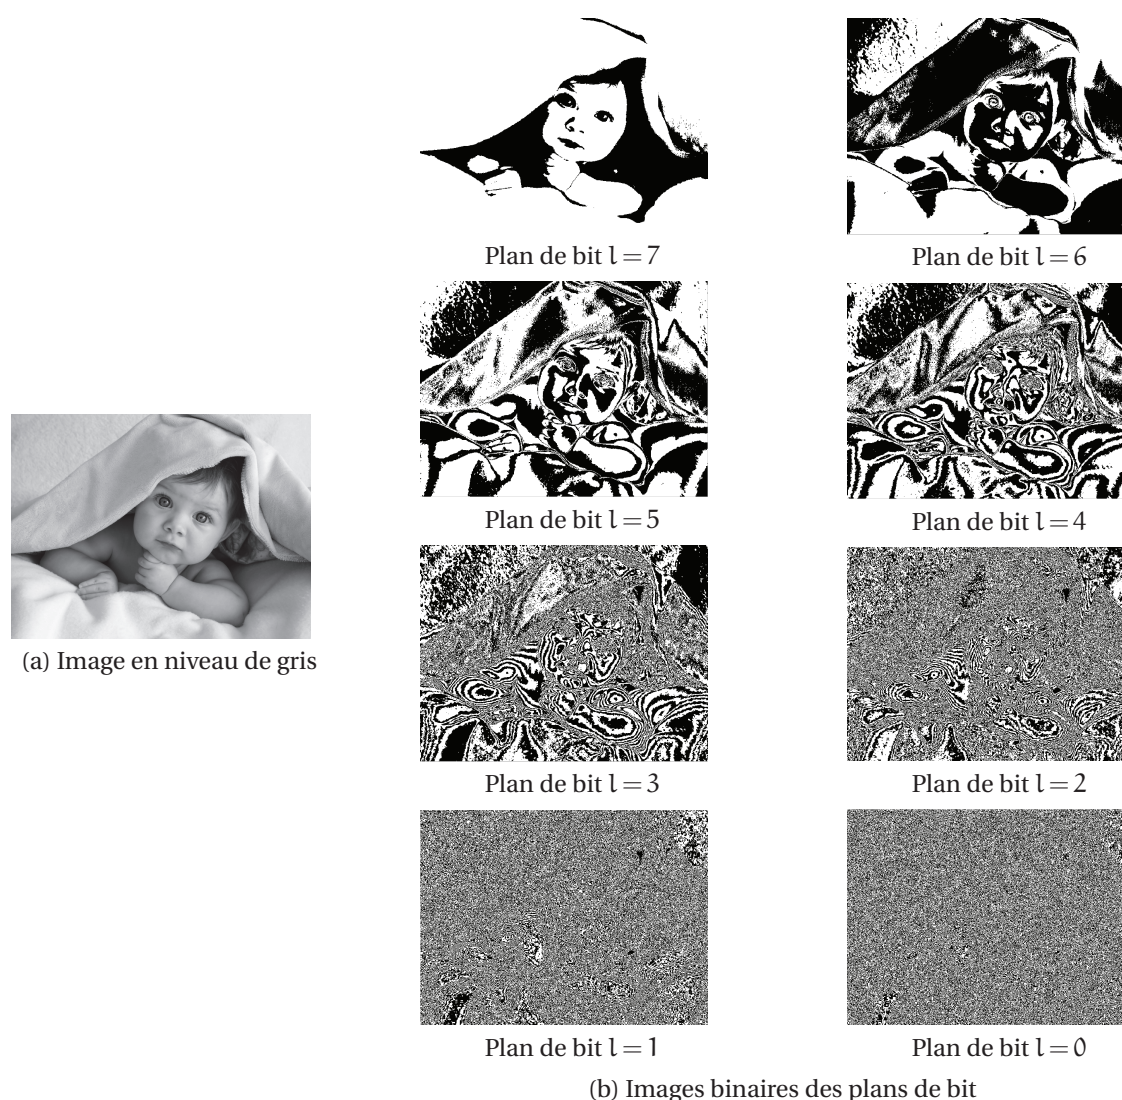 Plan de bit l = 7
Plan de bit l = 6
Plan de bit l = 5
Plan de bit l = 4
(a) Image en niveau de gris
Plan de bit l = 3
Plan de bit l = 2
Plan de bit l = 1
Plan de bit l = 0
(b) Images binaires des plans de bit